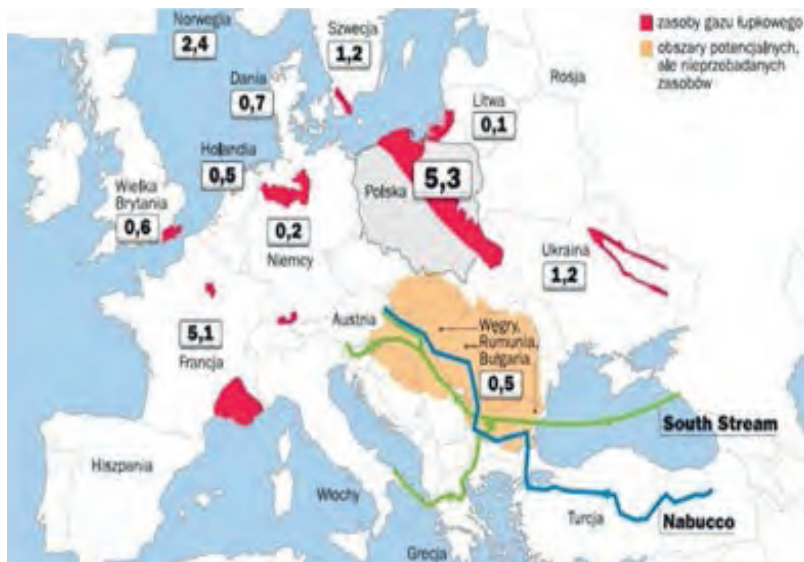 Norwegia
2,4
Szwecja
1,2
zasoby gazu łupkowego
obszary potencjalnych,
ale nieprzebadanych
zasobów
Dania
0,7
Rosja
Litwa
0,1
Holandia
0,5
Polska
5,3
Wielka
Brytania
0,6
0,2
Niemcy
Ukraina
1,2
5,1
Francja
Austria
Węgry,
Rumunia,
Bułgaria
0,5
South Stream
Hiszpania
Włochy
Turcja
Nabucco
Grecja